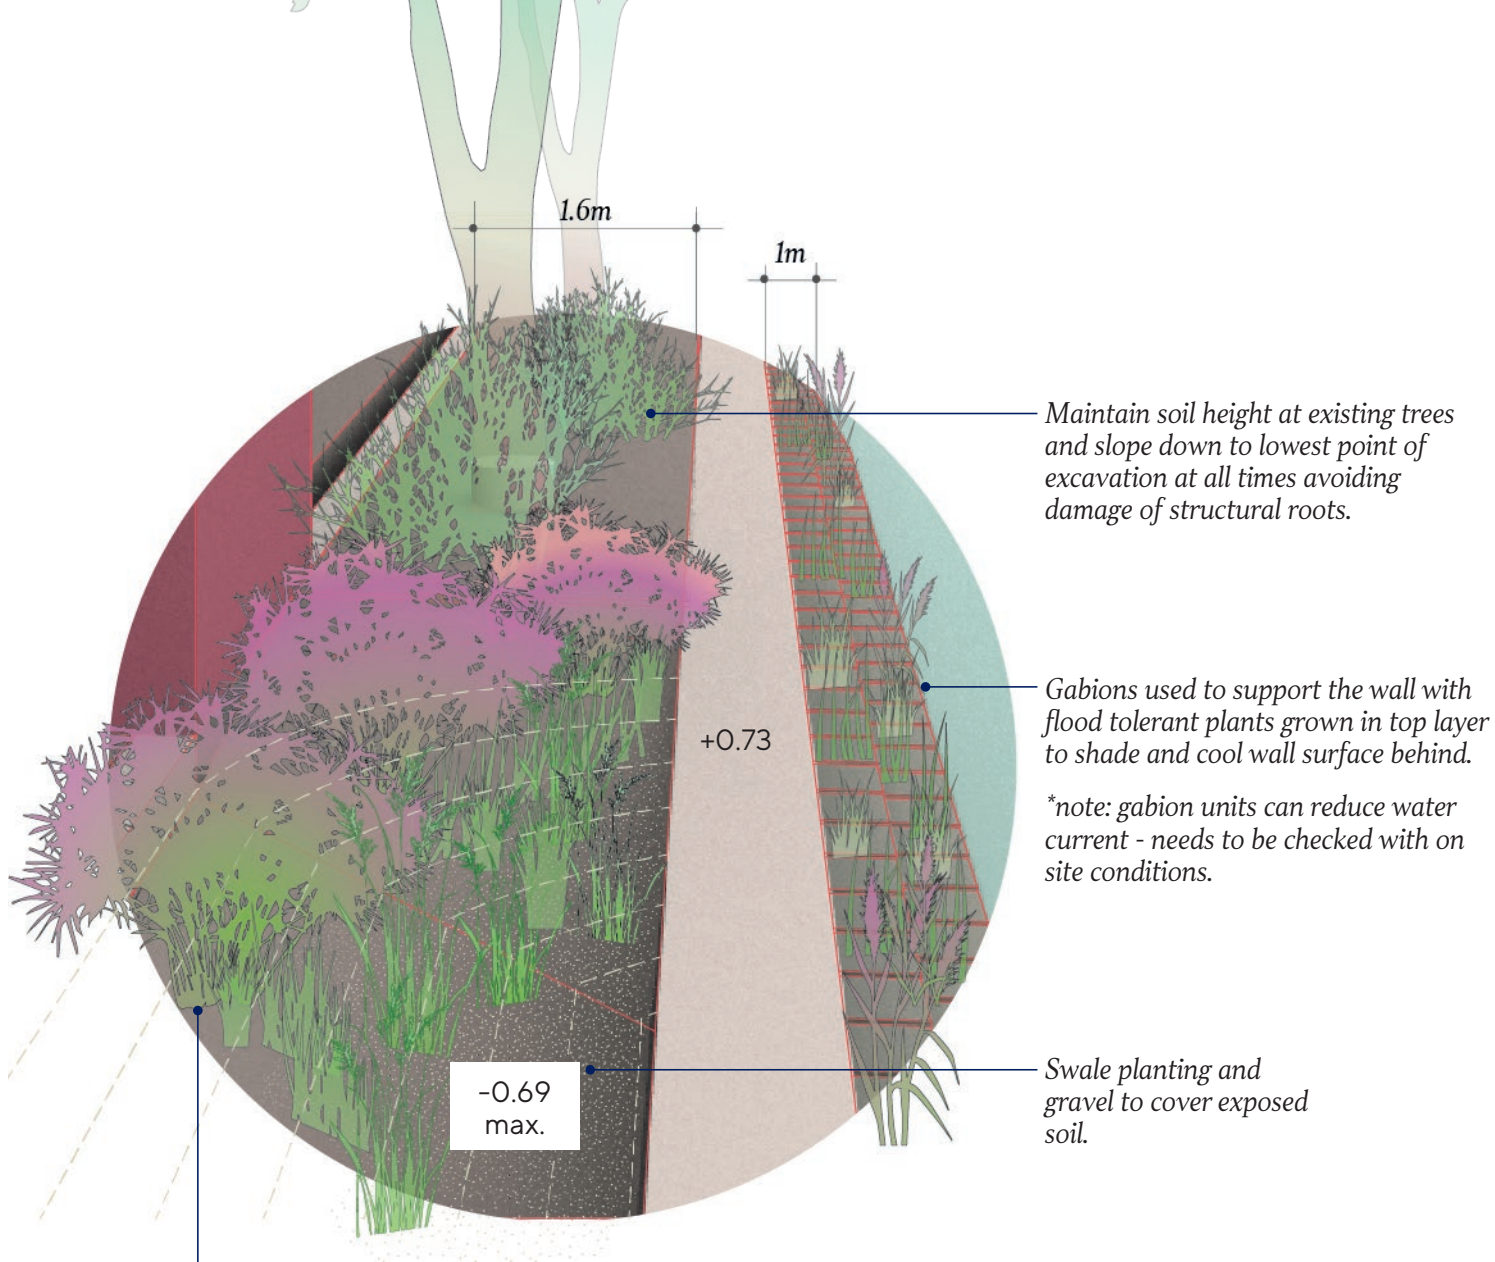 1.6m
1m
Maintain soil height at existing trees
and slope down to lowest point of
excavation at all times avoiding
damage of structural roots.
Gabions used to support the wall with
flood tolerant plants grown in top layer
to shade and cool wall surface behind.
+0.73
*note: gabion units can reduce water
current - needs to be checked with on
site conditions.
Swale planting and
gravel to cover exposed
soil.
-0.69
max.